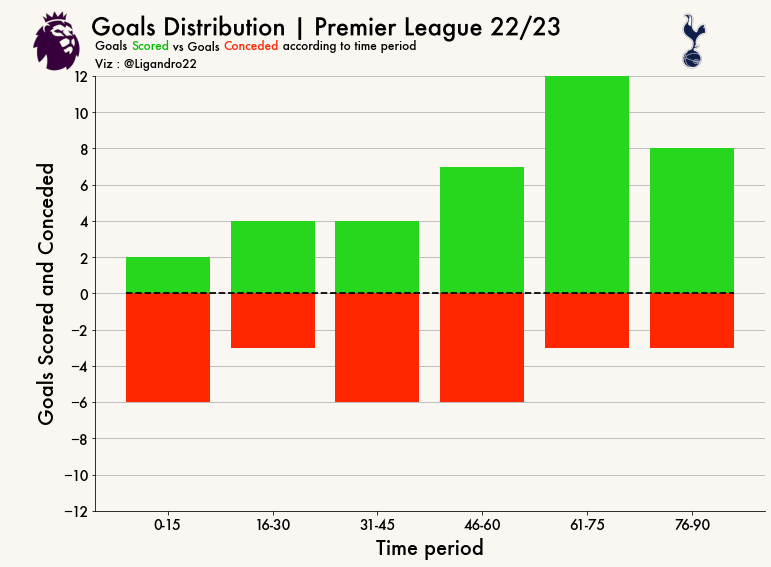 Goals Distribution | Premier League 22/23
Goals Scored vs Goals Conceded according to time period
Viz : @Ligandro22
Goals Scored and Conceded
12
10
8
6
4
2
0
−2
−4
−6
−8
−10
−12
0-15 16-30 31-45 46-60 61-75 76-90
Time period